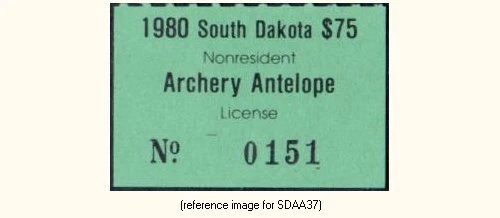 1980 South Dakota $75
Nonresident
Archery Antelope
License
Nº 0151
(reference image for SDAA37)